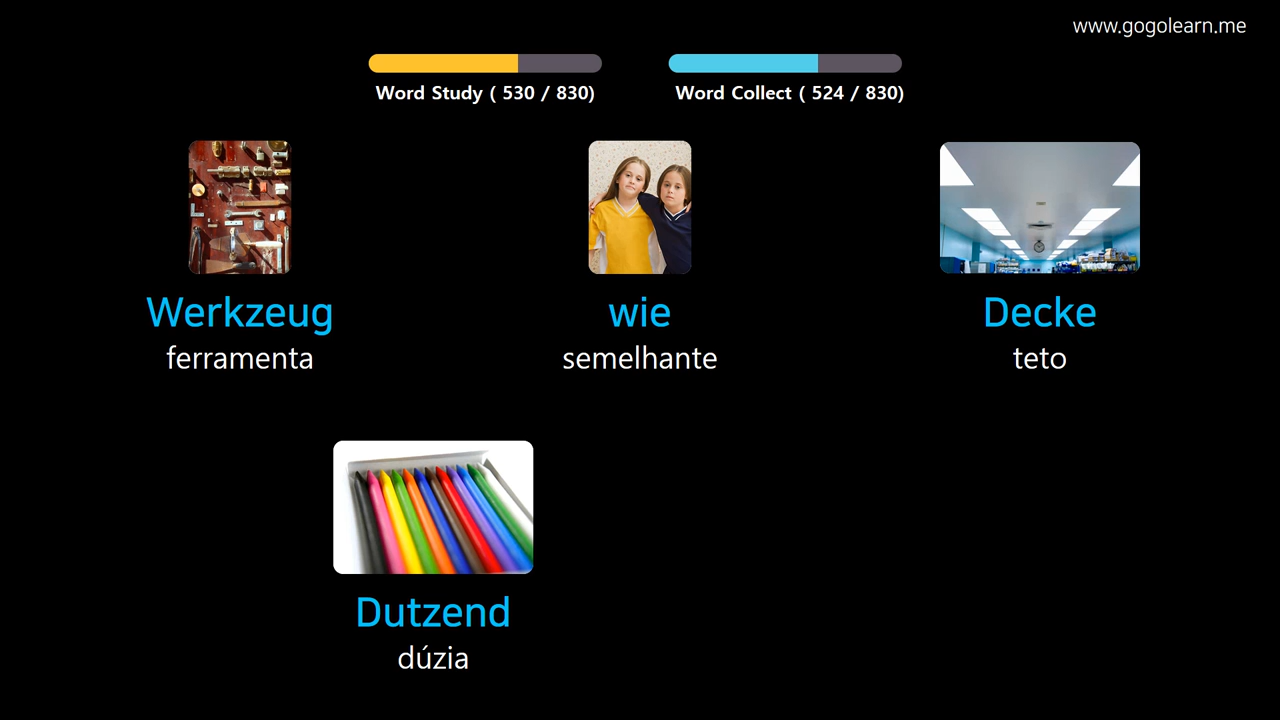 www.gogolearn.me
Word Study ( 530 / 830)
Word Collect ( 524 / 830)
Werkzeug
ferramenta
wie
semelhante
Decke
teto
Dutzend
dúzia